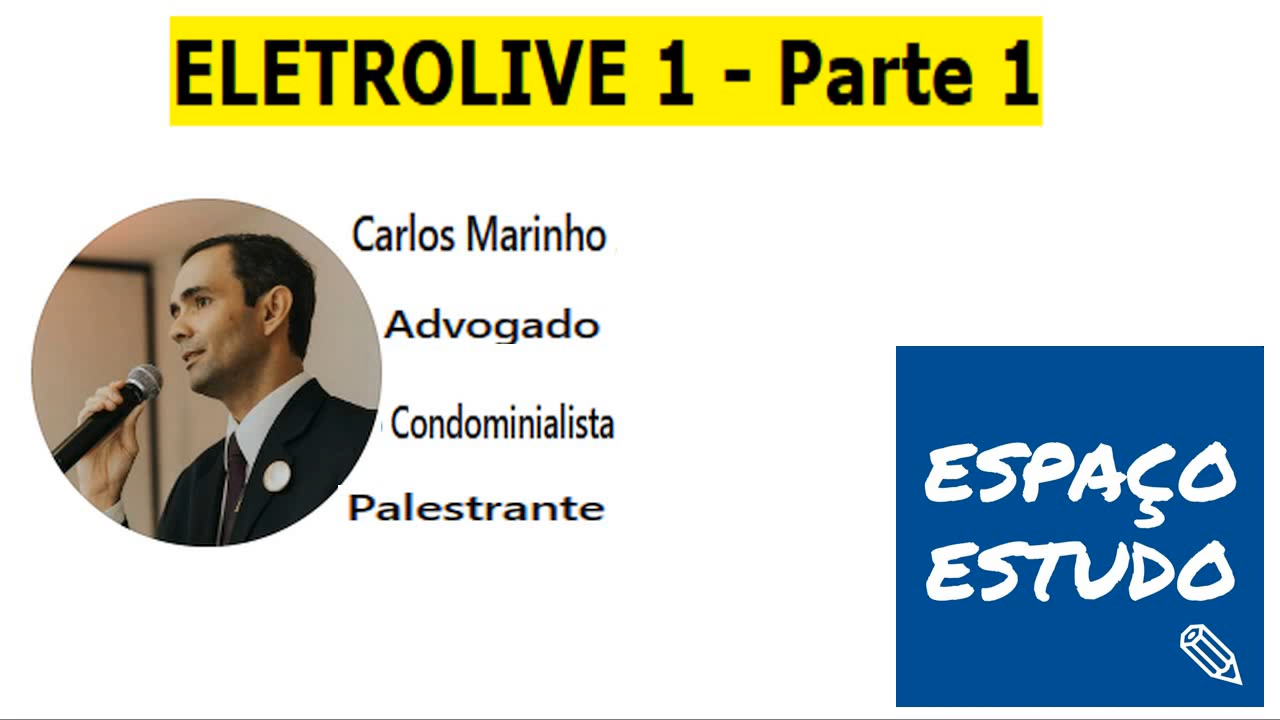 ELETROLIVE 1 - Parte 1
Carlos Marinho
Advogado
Condominialista
Palestrante
ESPAÇO
ESTUDO